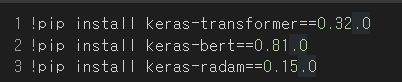 1 !pip install keras-transformer==0.32.0
2 !pip install keras-bert==0.81.0
3 !pip install keras-radam==0.15.0